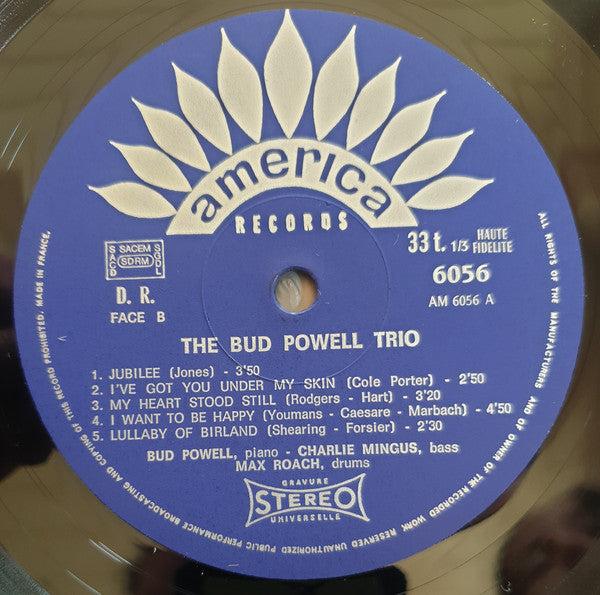 america
RECORDS
33 t. 1/3 HAUTE FIDELITE
6056
AM 6056 A
SACEM
SACD
SDRM
SGDL
D. R.
FACE B
THE BUD POWELL TRIO
1. JUBILEE (Jones) - 3'50
2. I'VE GOT YOU UNDER MY SKIN (Cole Porter) - 2'50
3. MY HEART STOOD STILL (Rodgers - Hart) - 3'20
4. I WANT TO BE HAPPY (Youmans - Caesare - Marbach) - 4'50
5. LULLABY OF BIRLAND (Shearing - Forsier) - 2'30
BUD POWELL, piano - CHARLIE MINGUS, bass
MAX ROACH, drums
GRAVURE
STEREO
UNIVERSELLE
ALL RIGHTS OF THE MANUFACTURERS AND OF OWNER OF THE RECORDED WORK RESERVED UNAUTHORIZED PUBLIC PERFORMANCE BROADCASTING AND COPYING OF THIS RECORD PROHIBITED. MADE IN FRANCE.